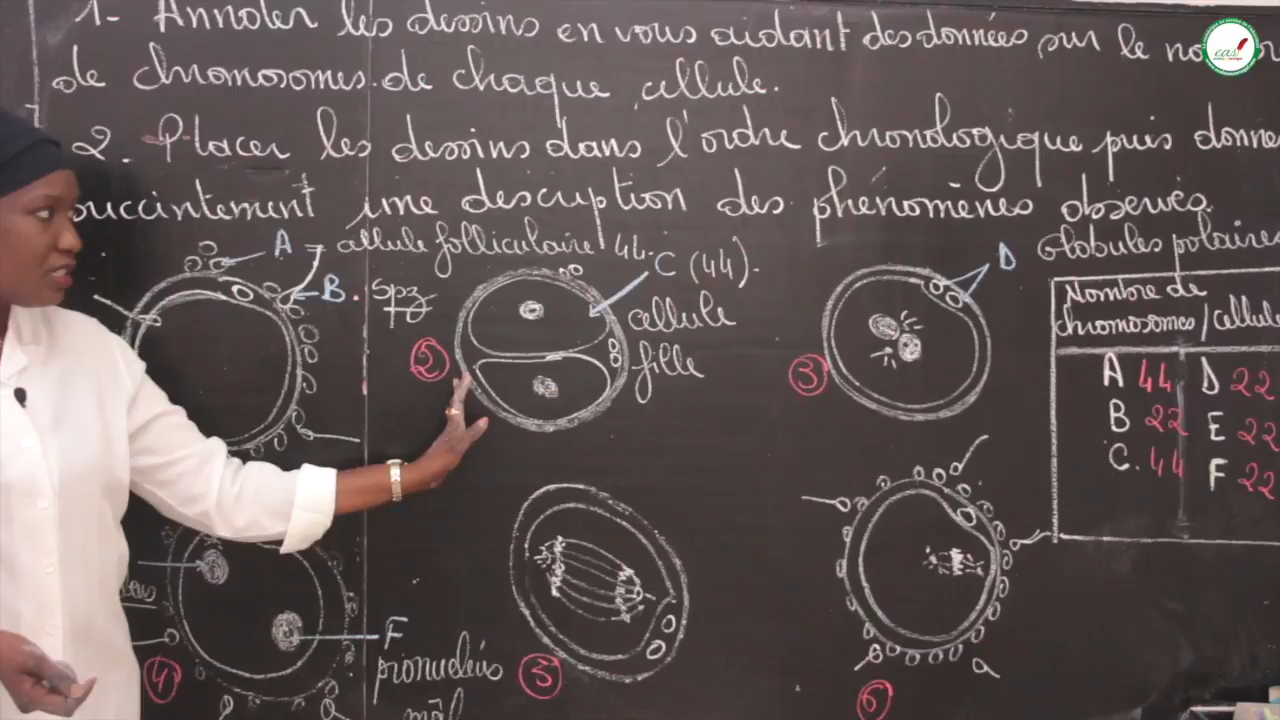 1- Annoter les dessins en vous aidant des données sur le
de chromosomes de chaque cellule.
2. Placer les dessins dans l'ordre chronologique puis donne
succintement une description des phénomènes observés.
A = cellule folliculaire 44.
B. Spz
C (44).
cellule
fille
D
Globules polaires
Nombre de
chromosomes / cellule
A 44 D 22
B 22 E 22
C. 44 F 22
2
3
4
F
pronucléus
mâl
5
6
eas